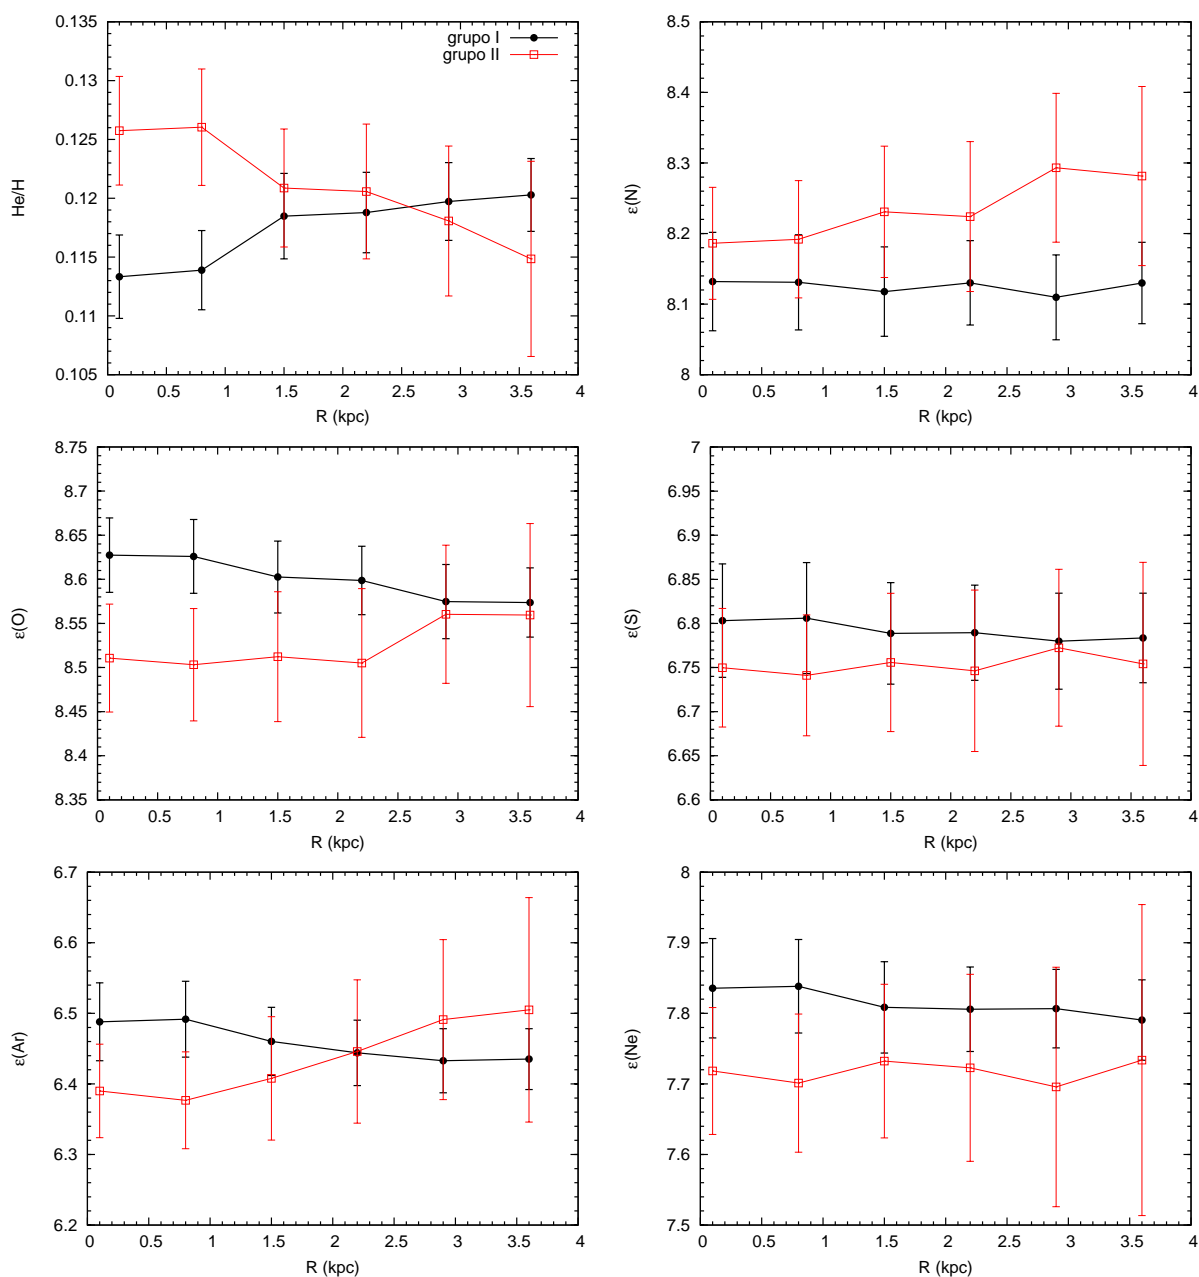 grupo I
grupo II
He/H
0.135
0.13
0.125
0.12
0.115
0.11
0.105
0 0.5 1 1.5 2 2.5 3 3.5 4
R (kpc)
ε(N)
8.5
8.4
8.3
8.2
8.1
8
0 0.5 1 1.5 2 2.5 3 3.5 4
R (kpc)
ε(O)
8.75
8.7
8.65
8.6
8.55
8.5
8.45
8.4
8.35
0 0.5 1 1.5 2 2.5 3 3.5 4
R (kpc)
ε(S)
7
6.95
6.9
6.85
6.8
6.75
6.7
6.65
6.6
0 0.5 1 1.5 2 2.5 3 3.5 4
R (kpc)
ε(Ar)
6.7
6.6
6.5
6.4
6.3
6.2
0 0.5 1 1.5 2 2.5 3 3.5 4
R (kpc)
ε(Ne)
8
7.9
7.8
7.7
7.6
7.5
0 0.5 1 1.5 2 2.5 3 3.5 4
R (kpc)